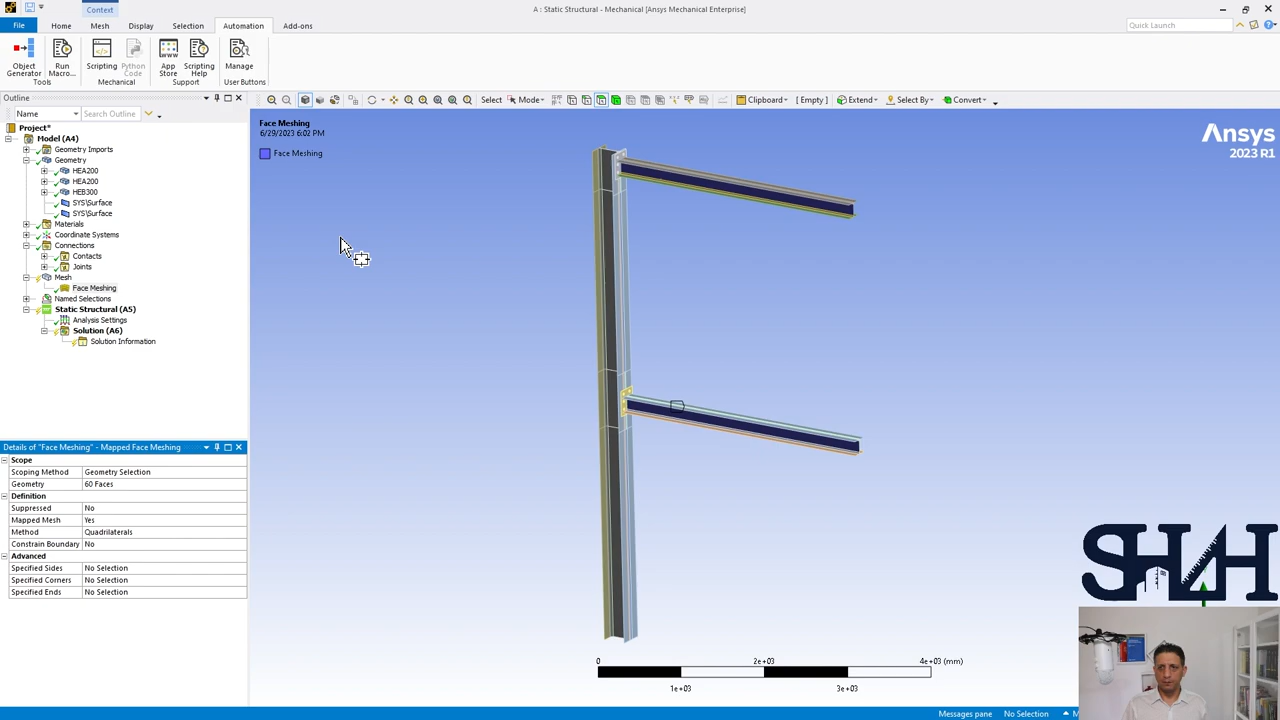 Context
A : Static Structural - Mechanical [Ansys Mechanical Enterprise]
File Home Mesh Display Selection Automation Add-ons
Quick Launch
Object Generator
Run Macro...
Scripting
Python Code
App Store
Scripting Help
Manage
Tools Mechanical Support User Buttons
Outline
Name Search Outline
Select Mode Clipboard [ Empty ] Extend Select By Convert
Project*
Model (A4)
Geometry Imports
Geometry
HEA200
HEA200
HEB300
SYS\Surface
SYS\Surface
Materials
Coordinate Systems
Connections
Contacts
Joints
Mesh
Face Meshing
Named Selections
Static Structural (A5)
Analysis Settings
Solution (A6)
Solution Information
Face Meshing
6/29/2023 6:02 PM
Face Meshing
Ansys
2023 R1
Details of "Face Meshing" - Mapped Face Meshing
Scope
Scoping Method Geometry Selection
Geometry 60 Faces
Definition
Suppressed No
Mapped Mesh Yes
Method Quadrilaterals
Constrain Boundary No
Advanced
Specified Sides No Selection
Specified Corners No Selection
Specified Ends No Selection
0 2e+03 4e+03 (mm)
1e+03 3e+03
Messages pane No Selection